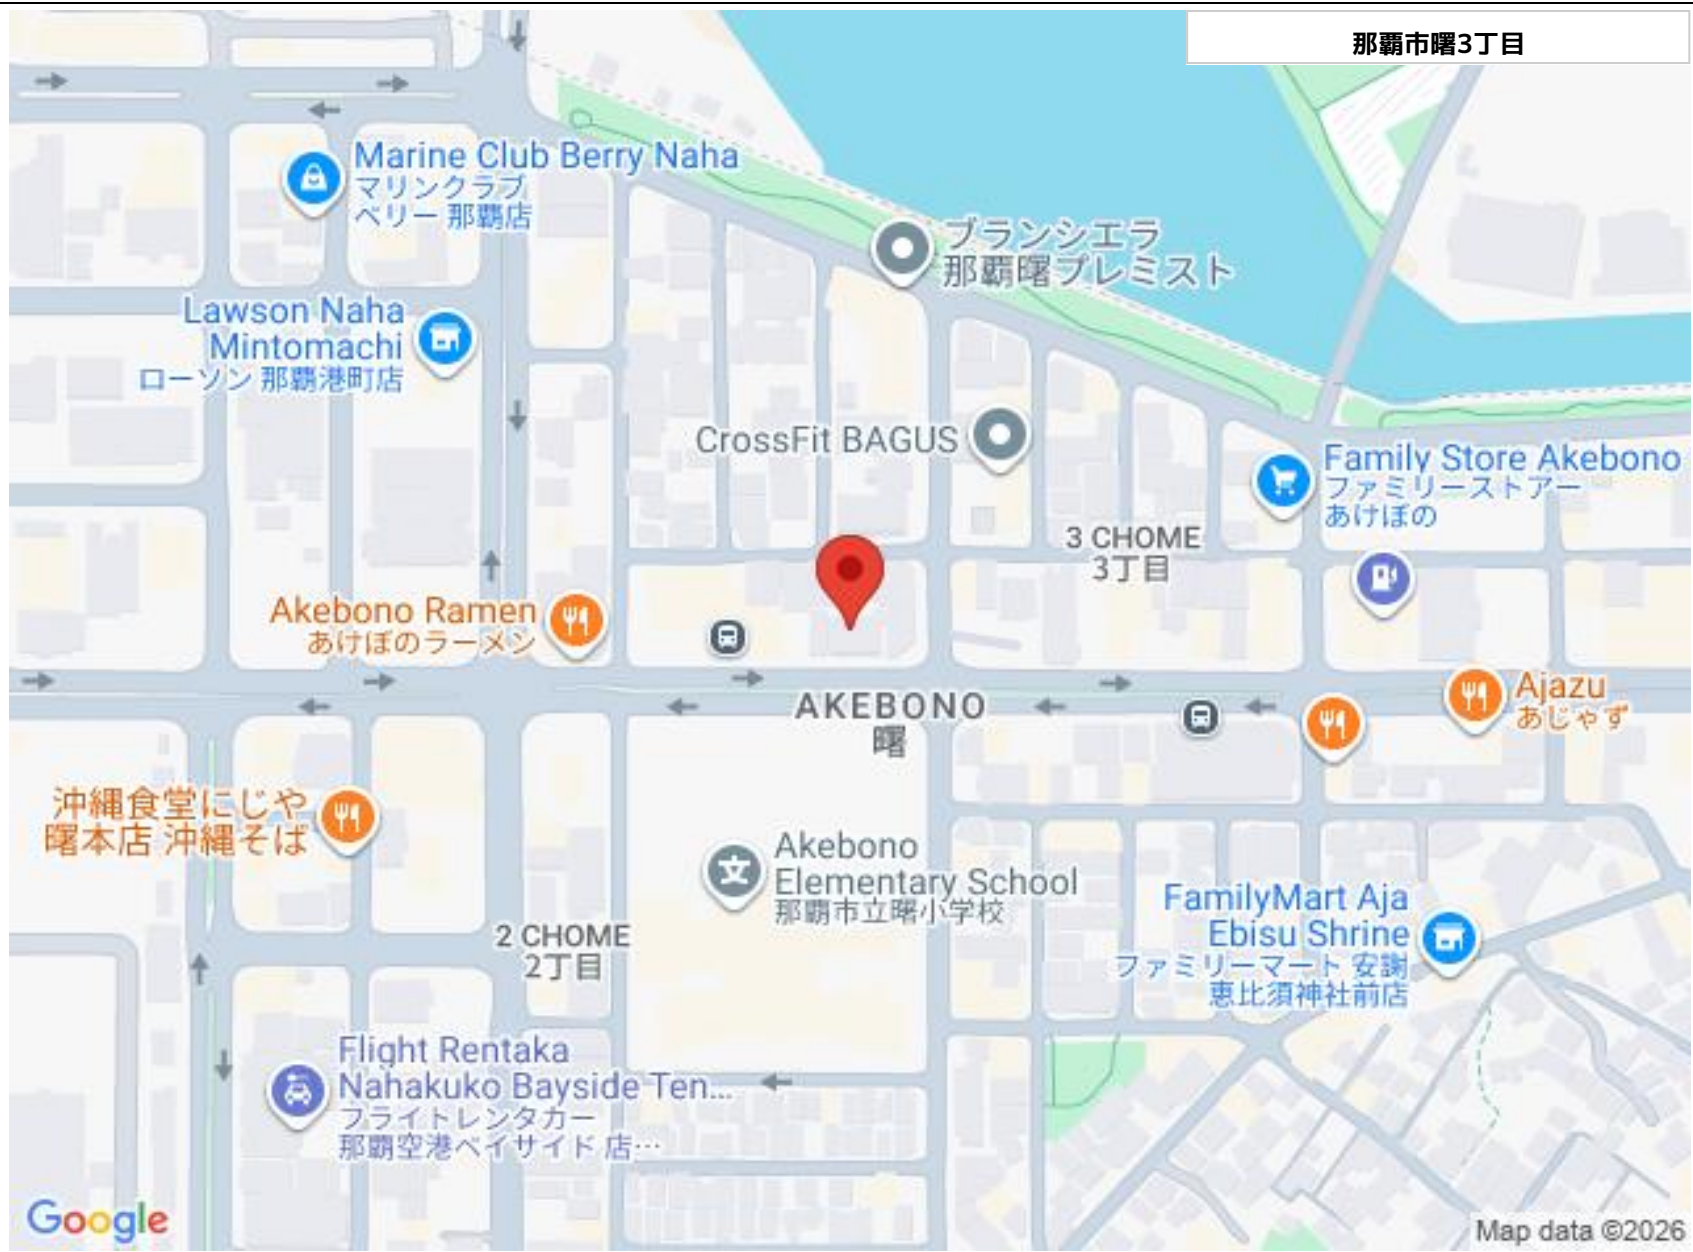 那覇市曙3丁目
Marine Club Berry Naha
マリンクラブ
ベリー 那覇店
ブランシエラ
那覇曙プレミスト
Lawson Naha
Mintomachi
ローソン 那覇港町店
CrossFit BAGUS
Family Store Akebono
ファミリーストアー
あけぼの
3 CHOME
3丁目
Akebono Ramen
あけぼのラーメン
AKEBONO
曙
Ajazu
あじゃず
沖縄食堂にじや
曙本店 沖縄そば
文
Akebono
Elementary School
那覇市立曙小学校
FamilyMart Aja
Ebisu Shrine
ファミリーマート 安謝
恵比須神社前店
2 CHOME
2丁目
Flight Rentaka
Nahakuko Bayside Ten...
フライトレンタカー
那覇空港ベイサイド 店…
Google
Map data ©2026